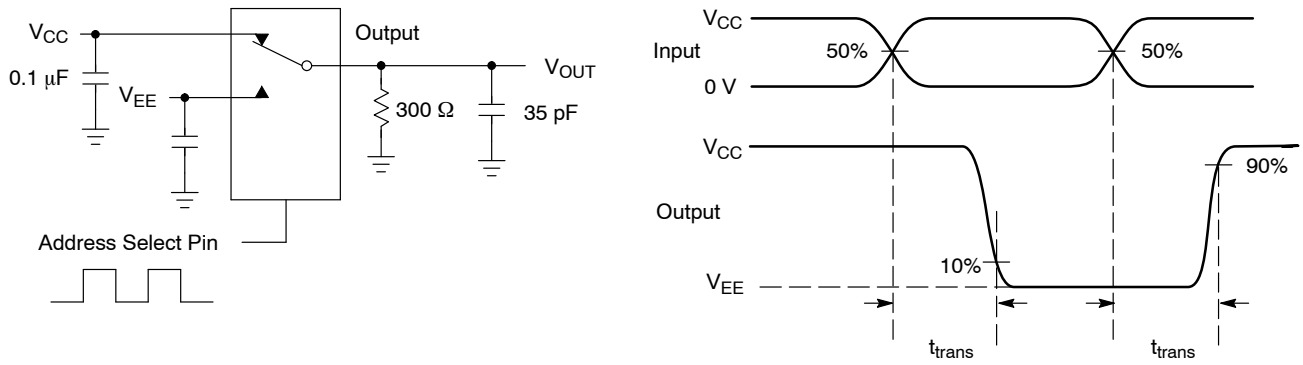 V_CC
Output
0.1 μF
V_EE
V_OUT
300 Ω
35 pF
Address Select Pin
V_CC
Input
50%
50%
0 V
V_CC
90%
Output
10%
V_EE
t_trans
t_trans